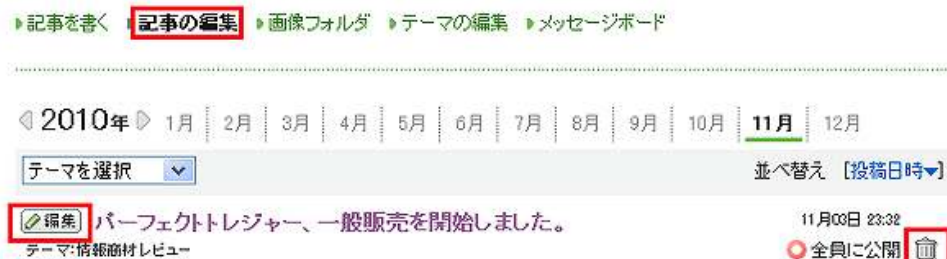 記事を書く 記事の編集 画像フォルダ テーマの編集 メッセージボード
2010年 1月 2月 3月 4月 5月 6月 7月 8月 9月 10月 11月 12月
テーマを選択 並べ替え [投稿日時▼]
編集 パーフェクトトレジャー、一般販売を開始しました。 11月03日 23:32
テーマ:情報商材レビュー 全員に公開